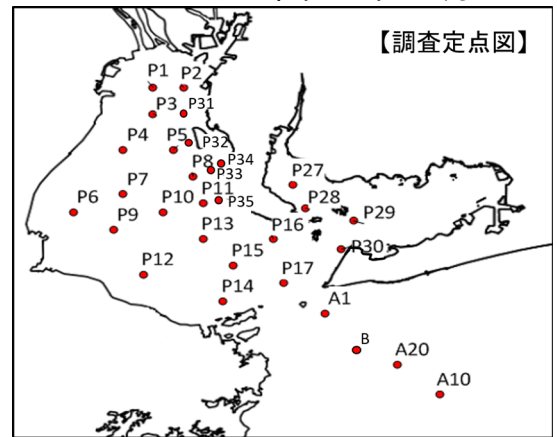 【調査定点図】
P1 P2
P3 P31
P4 P5 P32
P8 P34
P33
P27
P7 P11 P35
P6 P10 P28
P9 P13 P16 P29
P15 P30
P12 P17
P14 A1
B
A20
A10